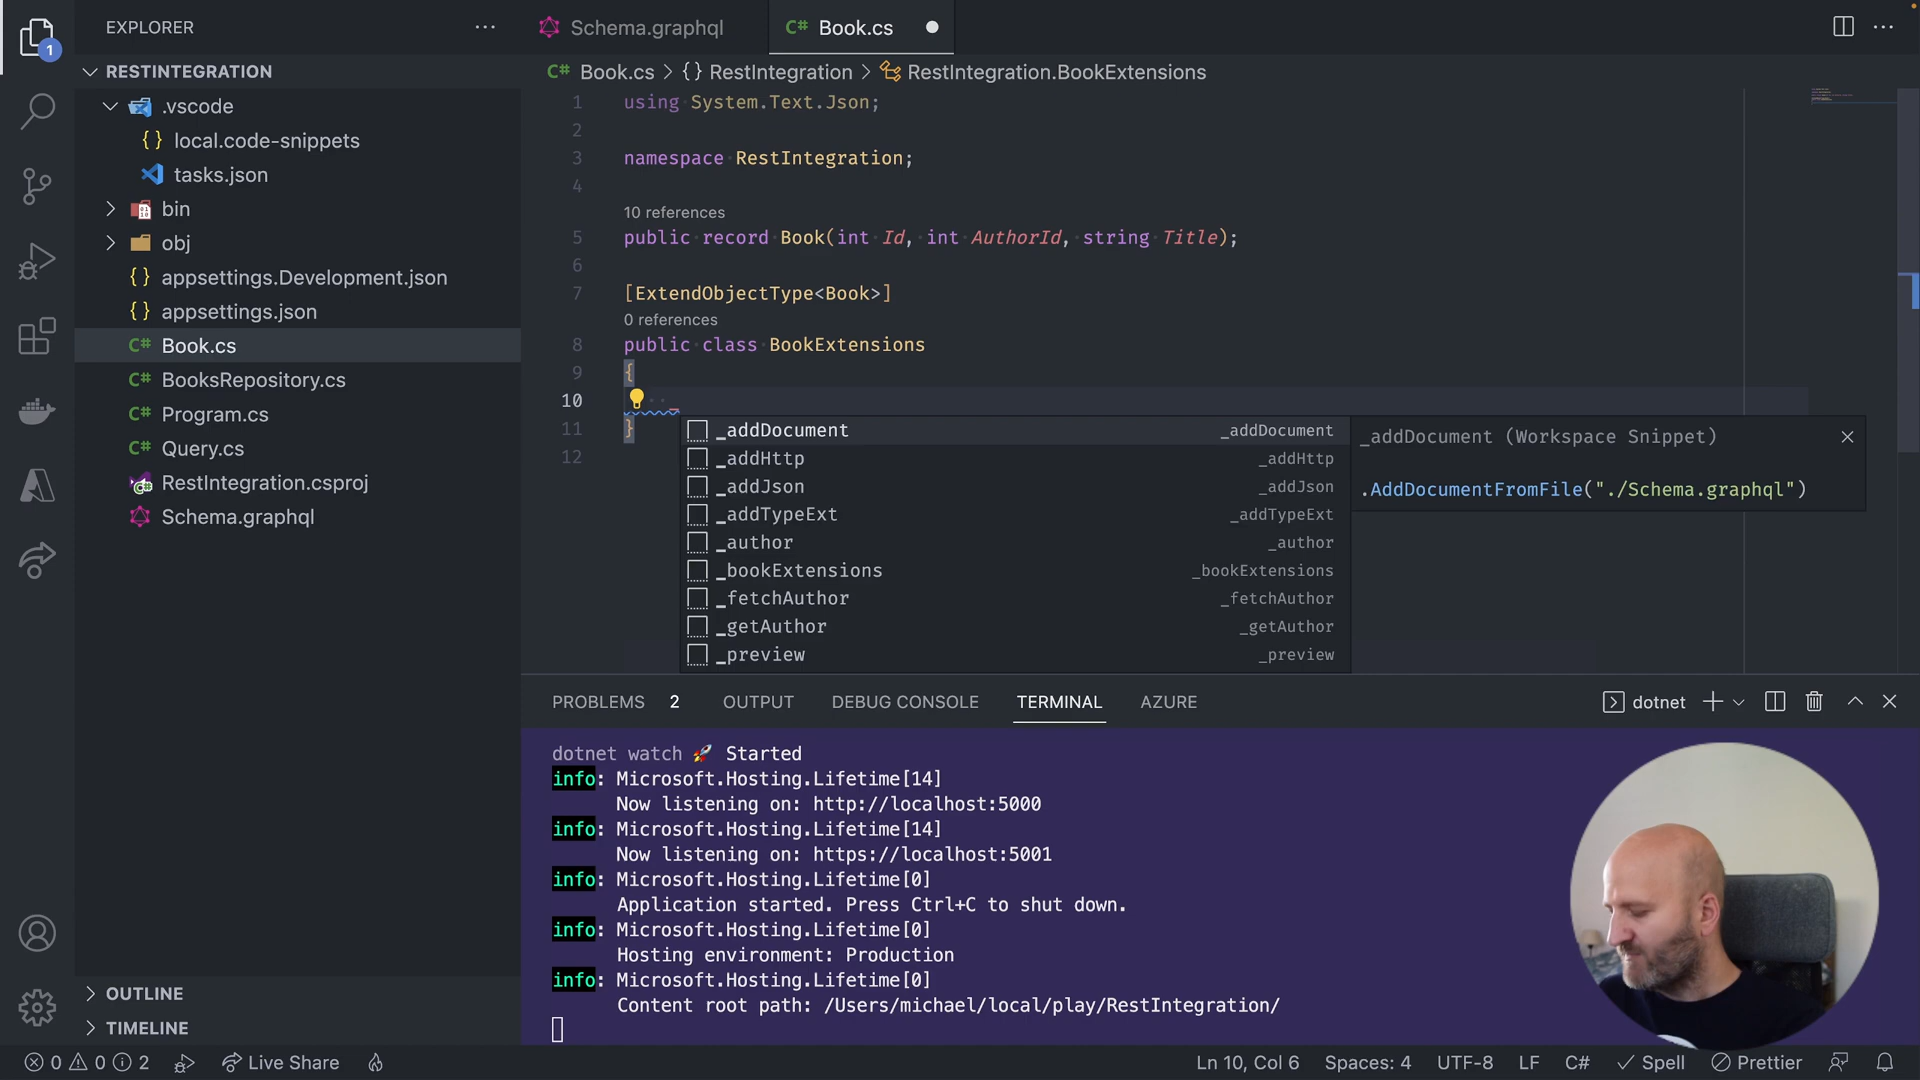 EXPLORER
Schema.graphql
C# Book.cs
1
RESTINTEGRATION
C# Book.cs > {} RestIntegration > RestIntegration.BookExtensions
.vscode
{} local.code-snippets
tasks.json
bin
obj
{} appsettings.Development.json
{} appsettings.json
C# Book.cs
C# BooksRepository.cs
C# Program.cs
C# Query.cs
RestIntegration.csproj
Schema.graphql
OUTLINE
TIMELINE
1 using System.Text.Json;
2
3 namespace RestIntegration;
4
10 references
5 public record Book(int Id, int AuthorId, string Title);
6
7 [ExtendObjectType<Book>]
0 references
8 public class BookExtensions
9 {
10 _
11 }
12
_addDocument _addDocument
_addHttp _addHttp
_addJson _addJson
_addTypeExt _addTypeExt
_author _author
_bookExtensions _bookExtensions
_fetchAuthor _fetchAuthor
_getAuthor _getAuthor
_preview _preview
_addDocument (Workspace Snippet)
.AddDocumentFromFile("./Schema.graphql")
PROBLEMS 2 OUTPUT DEBUG CONSOLE TERMINAL AZURE
dotnet
dotnet watch 🚀 Started
info: Microsoft.Hosting.Lifetime[14]
Now listening on: http://localhost:5000
info: Microsoft.Hosting.Lifetime[14]
Now listening on: https://localhost:5001
info: Microsoft.Hosting.Lifetime[0]
Application started. Press Ctrl+C to shut down.
info: Microsoft.Hosting.Lifetime[0]
Hosting environment: Production
info: Microsoft.Hosting.Lifetime[0]
Content root path: /Users/michael/local/play/RestIntegration/
0 0 2 Live Share
Ln 10, Col 6 Spaces: 4 UTF-8 LF C# Spell Prettier